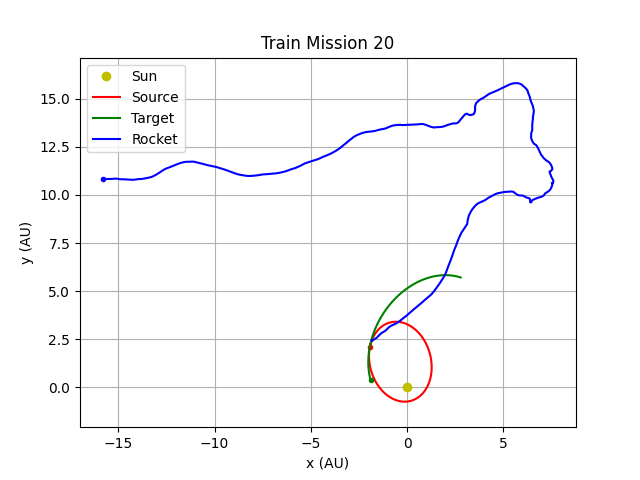 Train Mission 20
Sun
Source
Target
Rocket
y (AU)
15.0
12.5
10.0
7.5
5.0
2.5
0.0
−15
−10
−5
0
5
x (AU)